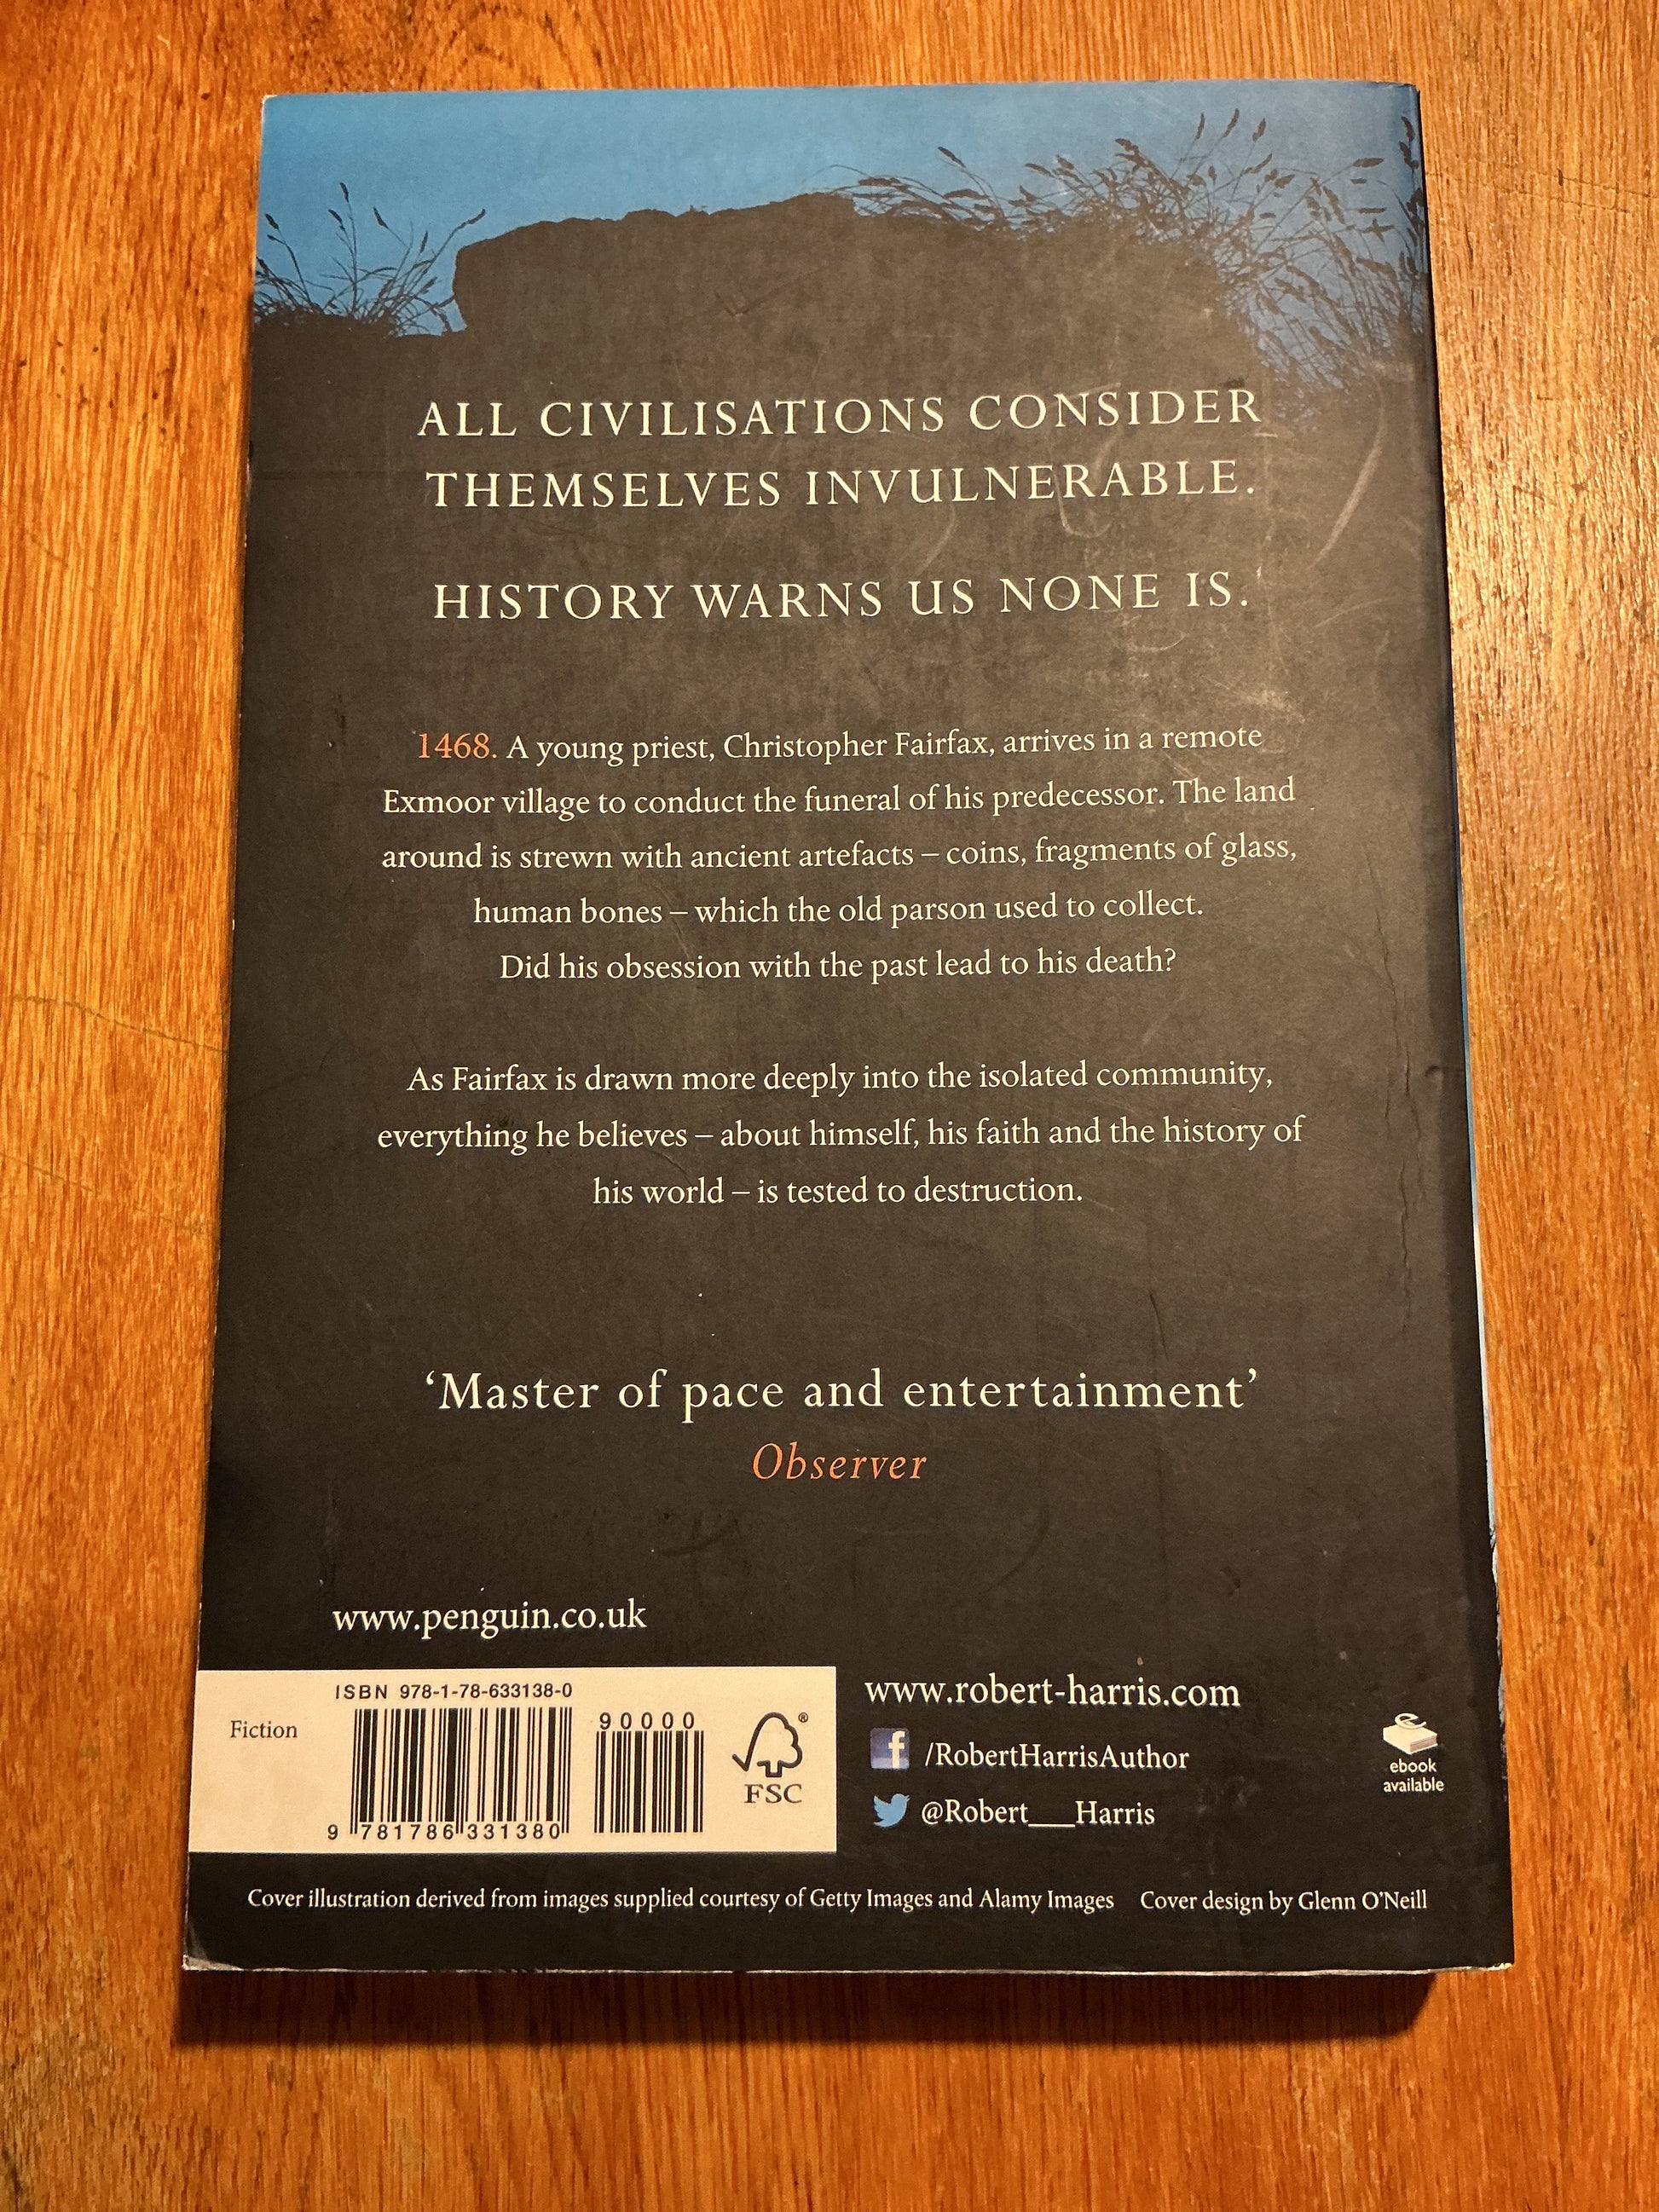 ALL CIVILISATIONS CONSIDER
THEMSELVES INVULNERABLE.
HISTORY WARNS US NONE IS.
1468. A young priest, Christopher Fairfax, arrives in a remote
Exmoor village to conduct the funeral of his predecessor. The land
around is strewn with ancient artefacts – coins, fragments of glass,
human bones – which the old parson used to collect.
Did his obsession with the past lead to his death?
As Fairfax is drawn more deeply into the isolated community,
everything he believes – about himself, his faith and the history of
his world – is tested to destruction.
‘Master of pace and entertainment’
Observer
www.penguin.co.uk
ISBN 978-1-78-633138-0
Fiction
90000
9 781786 331380
®
FSC
www.robert-harris.com
f /RobertHarrisAuthor
@Robert___Harris
e
ebook
available
Cover illustration derived from images supplied courtesy of Getty Images and Alamy Images Cover design by Glenn O'Neill